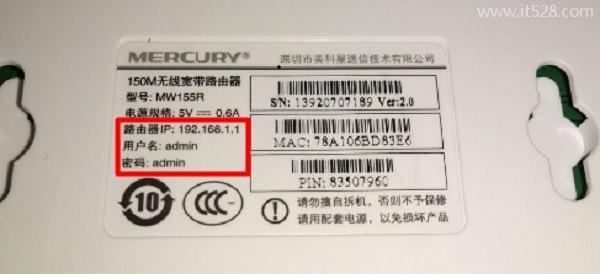 www.it528.com
MERCURY®
深圳市美科星通信技术有限公司
150M无线宽带路由器
型号: MW155R
电源规格: 5V⎓0.6A
路由器IP: 192.168.1.1
用户名: admin
密码: admin
S/N: 13920707189 Ver:2.0
MAC: 78A106BD83E6
PIN: 83507960
10
CCC
请勿擅自拆机，否则不予保修
请用配套电源，以免损坏产品